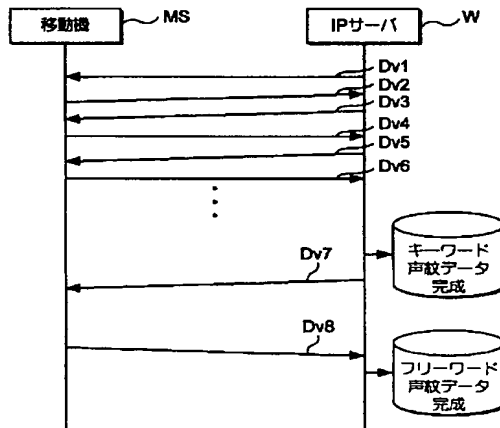 移動機
MS
IPサーバ
W
Dv1
Dv2
Dv3
Dv4
Dv5
Dv6
キーワード
声紋データ
完成
Dv7
Dv8
フリーワード
声紋データ
完成